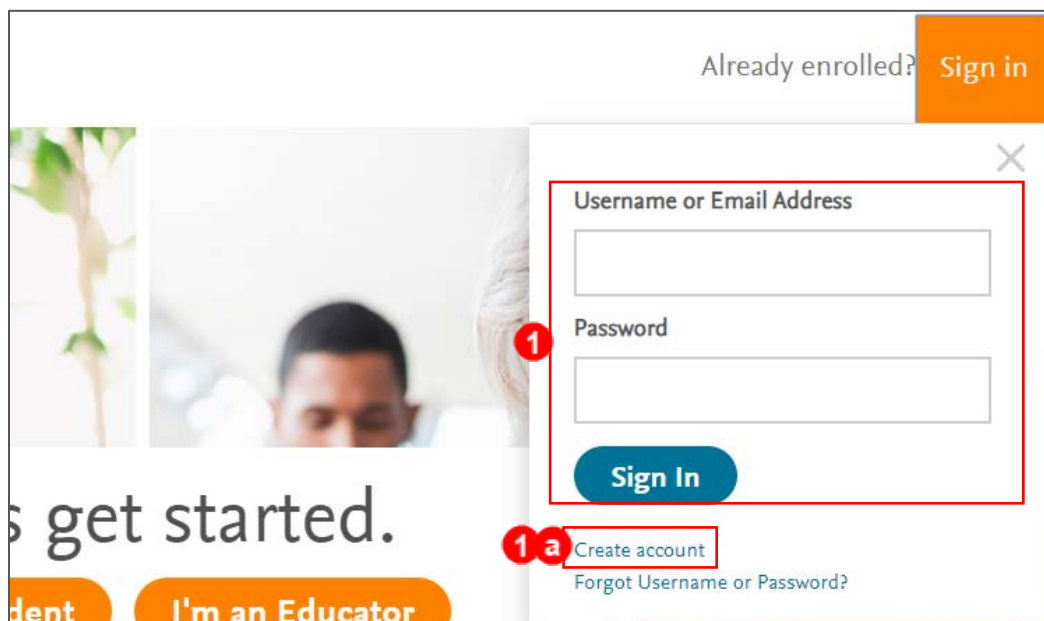 Already enrolled? Sign in
Username or Email Address
Password
1
Sign In
s get started.
1 a
Create account
Forgot Username or Password?
dent
I'm an Educator